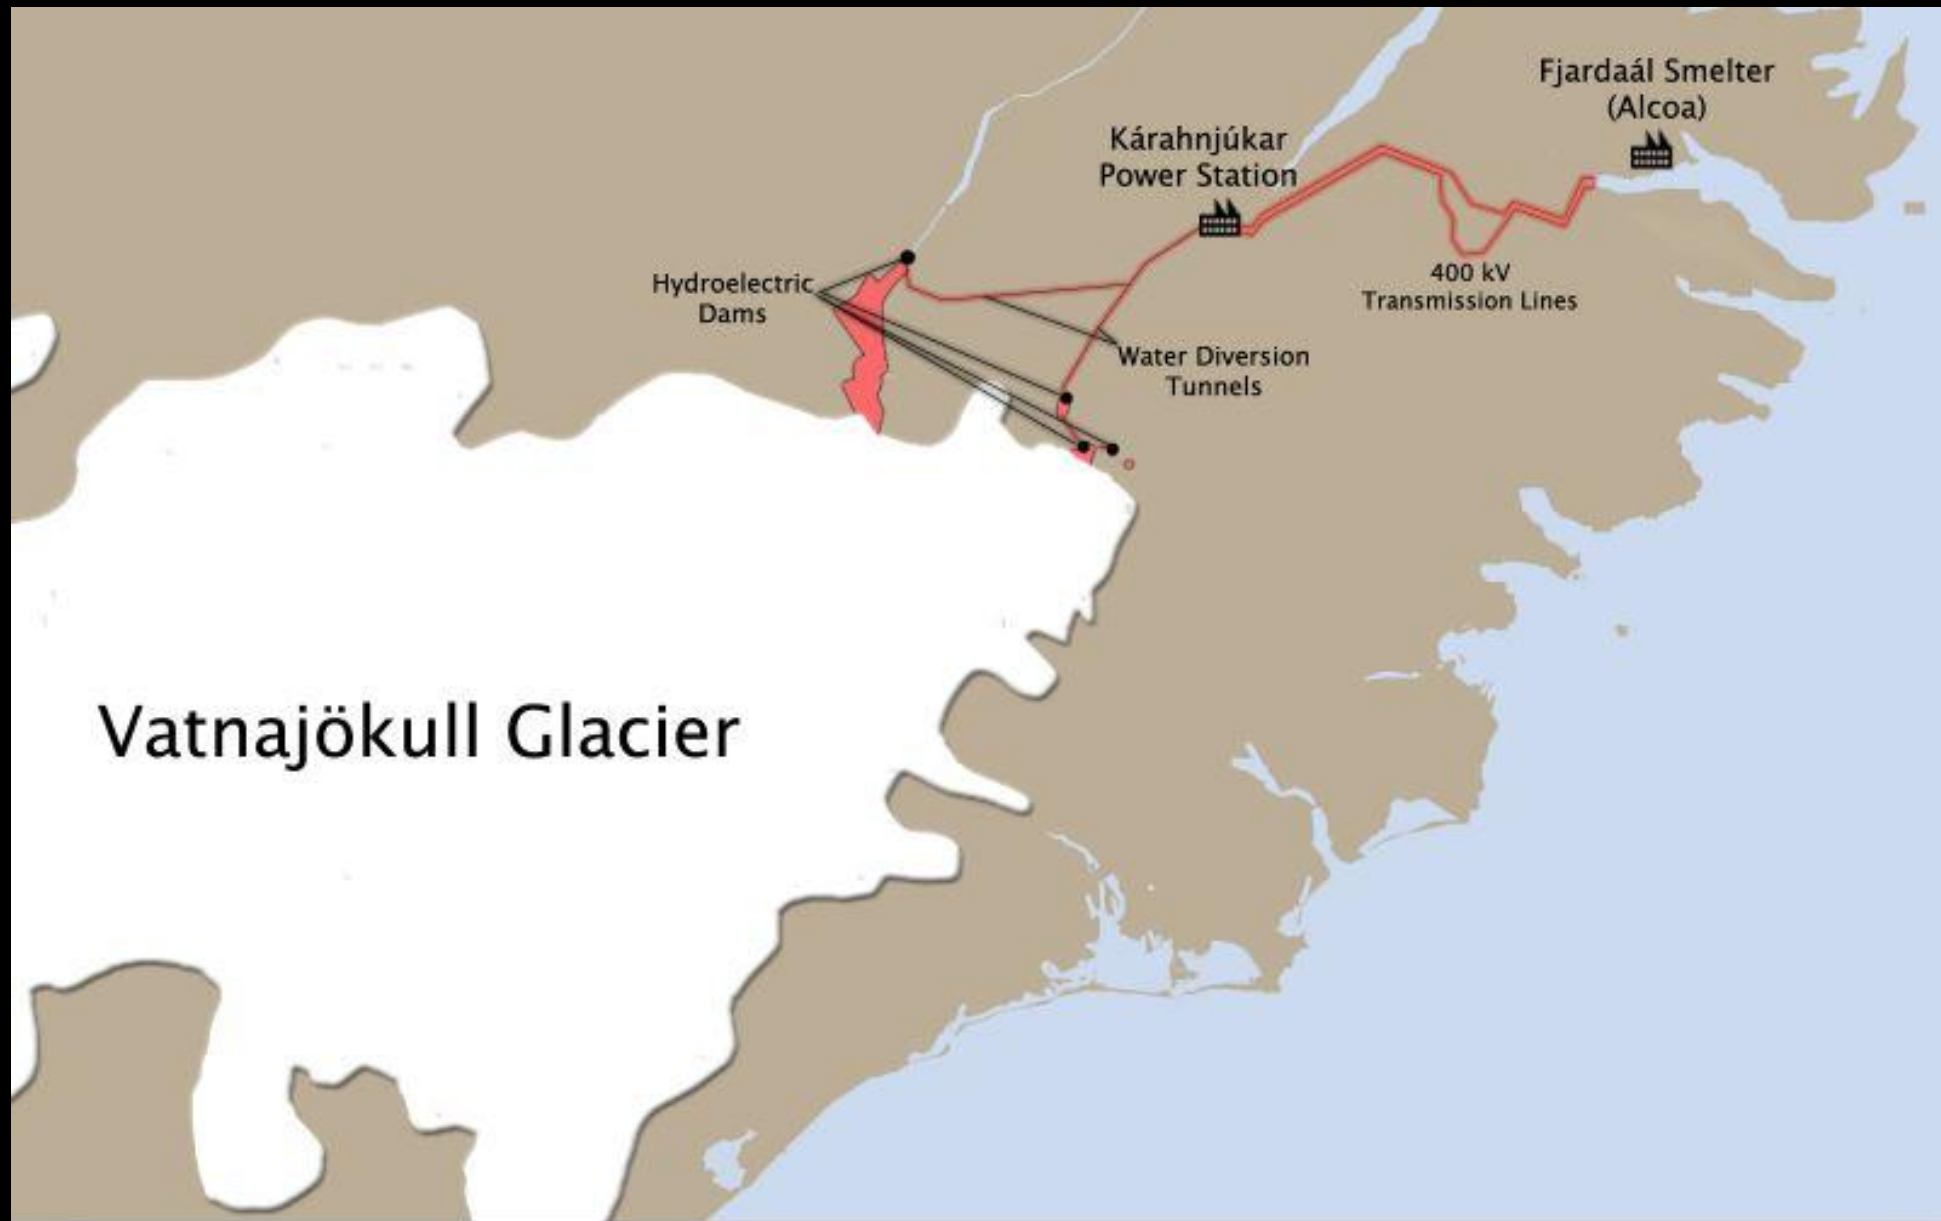 Fjardaál Smelter
(Alcoa)
Kárahnjúkar
Power Station
Hydroelectric
Dams
400 kV
Transmission Lines
Water Diversion
Tunnels
Vatnajökull Glacier